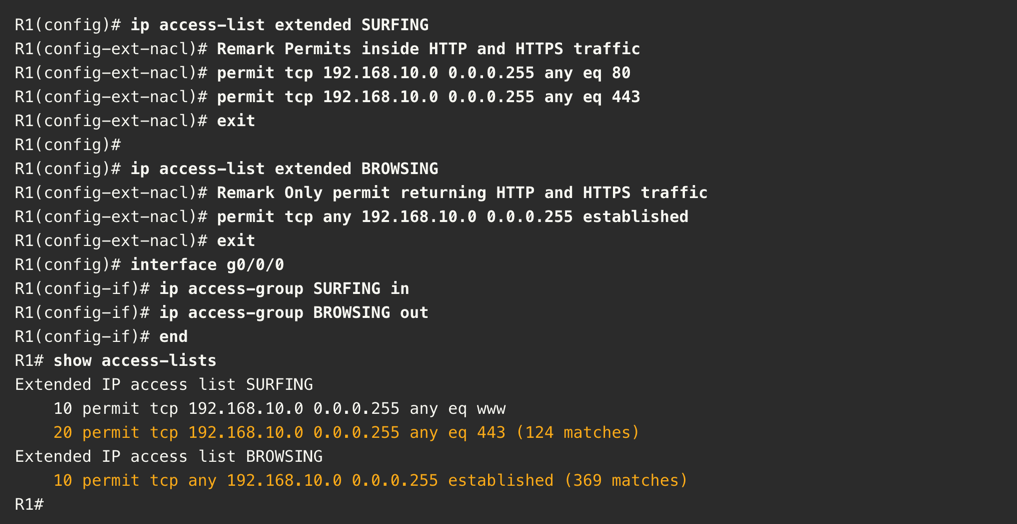 R1(config)# ip access-list extended SURFING
R1(config-ext-nacl)# Remark Permits inside HTTP and HTTPS traffic
R1(config-ext-nacl)# permit tcp 192.168.10.0 0.0.0.255 any eq 80
R1(config-ext-nacl)# permit tcp 192.168.10.0 0.0.0.255 any eq 443
R1(config-ext-nacl)# exit
R1(config)#
R1(config)# ip access-list extended BROWSING
R1(config-ext-nacl)# Remark Only permit returning HTTP and HTTPS traffic
R1(config-ext-nacl)# permit tcp any 192.168.10.0 0.0.0.255 established
R1(config-ext-nacl)# exit
R1(config)# interface g0/0/0
R1(config-if)# ip access-group SURFING in
R1(config-if)# ip access-group BROWSING out
R1(config-if)# end
R1# show access-lists
Extended IP access list SURFING
    10 permit tcp 192.168.10.0 0.0.0.255 any eq www
    20 permit tcp 192.168.10.0 0.0.0.255 any eq 443 (124 matches)
Extended IP access list BROWSING
    10 permit tcp any 192.168.10.0 0.0.0.255 established (369 matches)
R1#